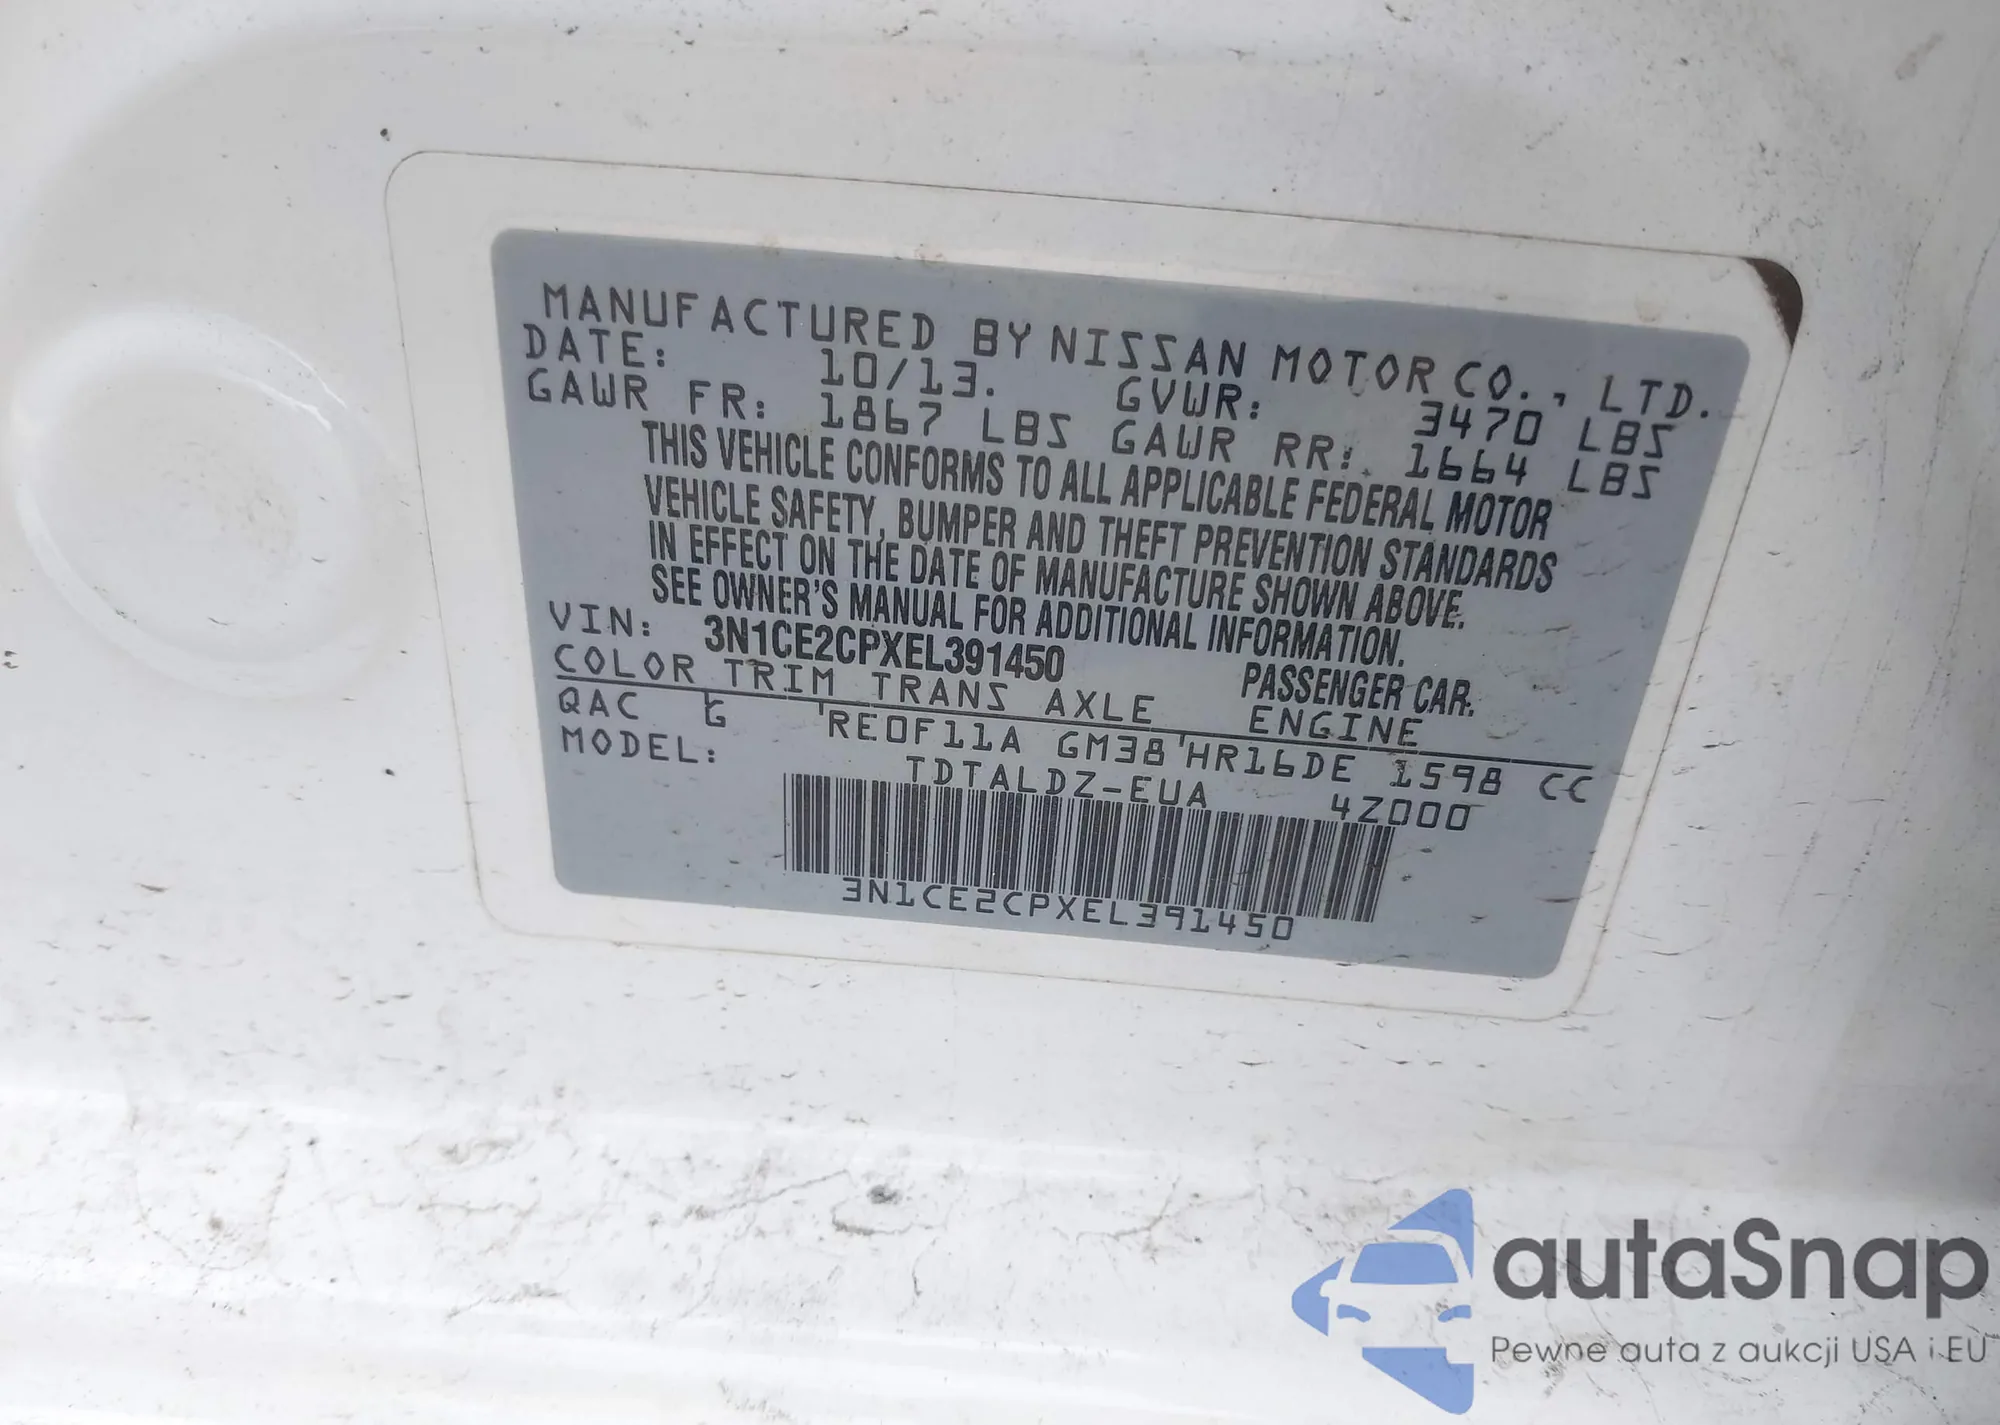 MANUFACTURED BY NISSAN MOTOR CO., LTD.
DATE: 10/13. GVWR: 3470 LBS
GAWR FR: 1867 LBS GAWR RR: 1664 LBS
THIS VEHICLE CONFORMS TO ALL APPLICABLE FEDERAL MOTOR
VEHICLE SAFETY, BUMPER AND THEFT PREVENTION STANDARDS
IN EFFECT ON THE DATE OF MANUFACTURE SHOWN ABOVE.
SEE OWNER'S MANUAL FOR ADDITIONAL INFORMATION.
VIN: 3N1CE2CPXEL391450 PASSENGER CAR.
COLOR TRIM TRANS AXLE ENGINE
QAC G RE0F11A GM38 HR16DE 1598 CC
MODEL: TDTALDZ-EUA 4Z000
3N1CE2CPXEL391450
autaSnap
Pewne auta z aukcji USA i EU